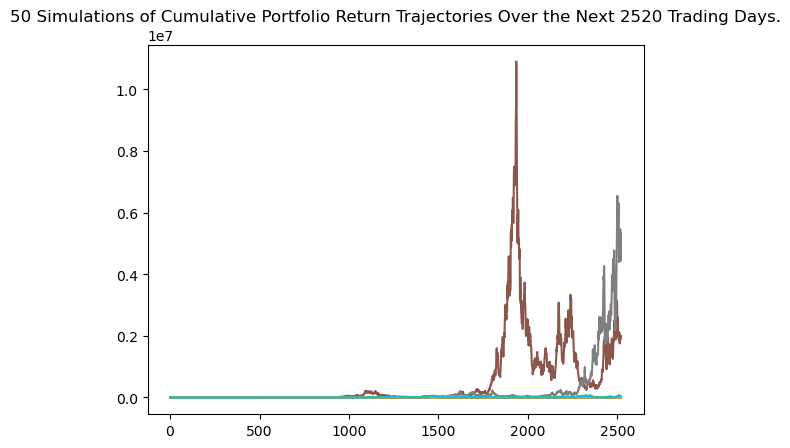 50 Simulations of Cumulative Portfolio Return Trajectories Over the Next 2520 Trading Days.
1e7
1.0
0.8
0.6
0.4
0.2
0.0
0 500 1000 1500 2000 2500